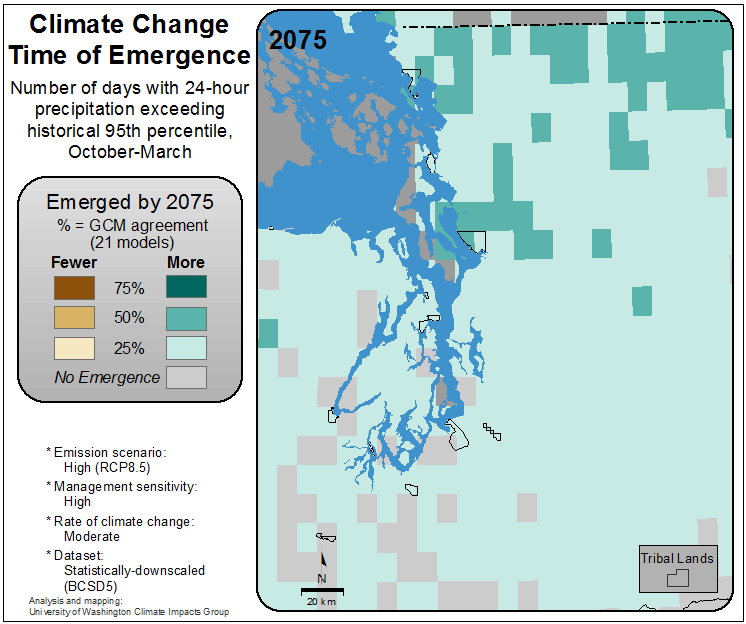 Climate Change
Time of Emergence
Number of days with 24-hour
precipitation exceeding
historical 95th percentile,
October-March
Emerged by 2075
% = GCM agreement
(21 models)
Fewer More
75%
50%
25%
No Emergence
* Emission scenario:
High (RCP8.5)
* Management sensitivity:
High
* Rate of climate change:
Moderate
* Dataset:
Statistically-downscaled
(BCSD5)
Analysis and mapping:
University of Washington Climate Impacts Group
2075
N
20 km
Tribal Lands